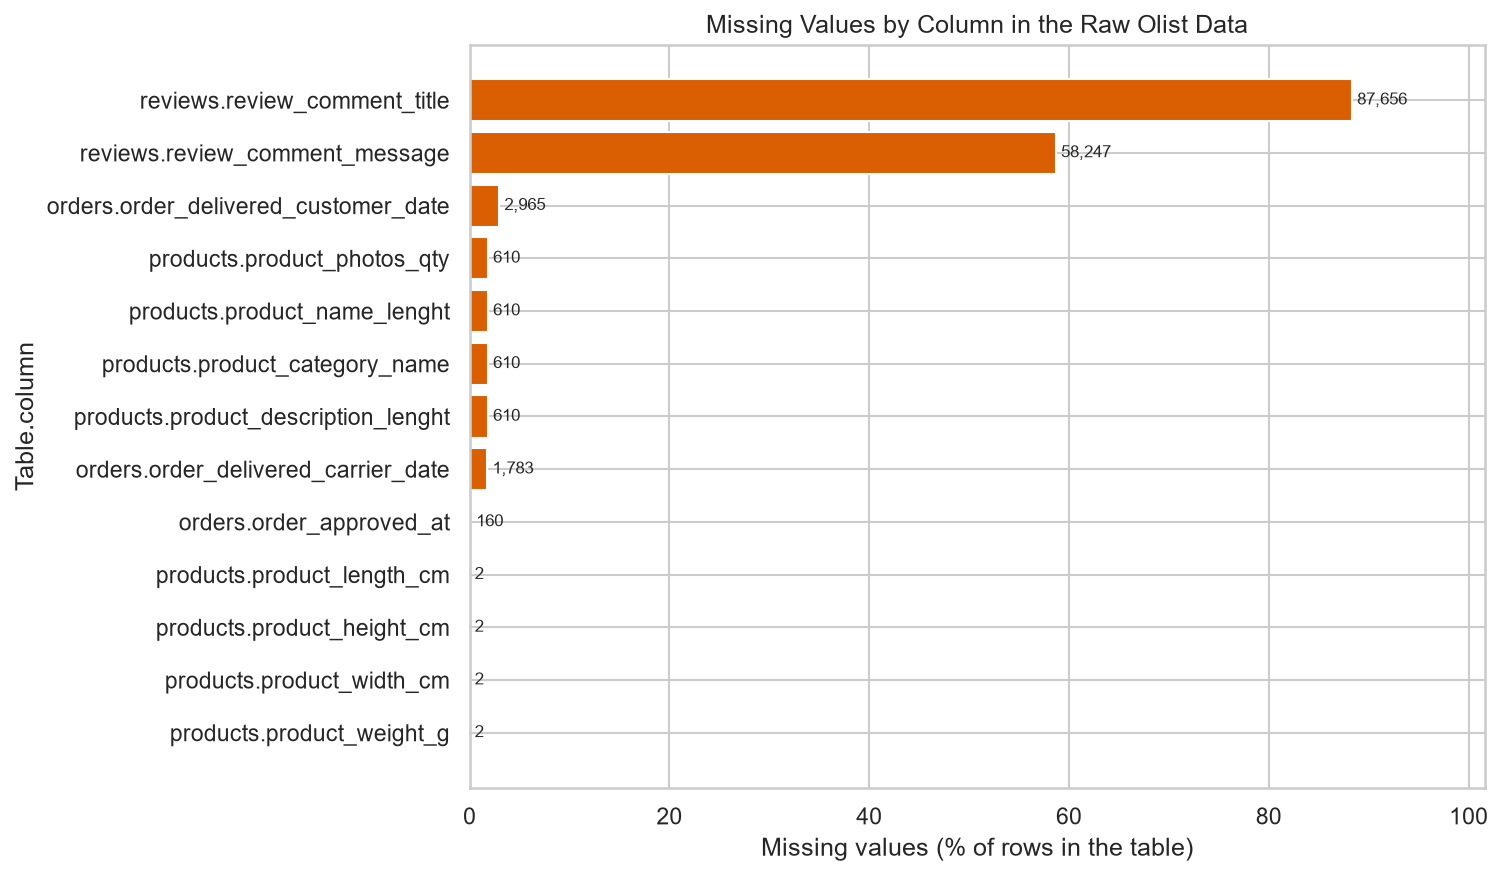 Missing Values by Column in the Raw Olist Data
reviews.review_comment_title 87,656
reviews.review_comment_message 58,247
orders.order_delivered_customer_date 2,965
products.product_photos_qty 610
products.product_name_lenght 610
products.product_category_name 610
products.product_description_lenght 610
orders.order_delivered_carrier_date 1,783
orders.order_approved_at 160
products.product_length_cm 2
products.product_height_cm 2
products.product_width_cm 2
products.product_weight_g 2
Table.column
0 20 40 60 80 100
Missing values (% of rows in the table)